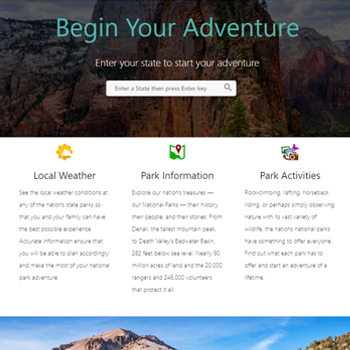 Begin Your Adventure
Enter your state to start your adventure
Enter a State then press Enter key
Local Weather
See the local weather conditions at
any of the nations state parks so
that you and your family can have
the best possible experience.
Accurate information ensure that
you will be able to plan accordingly
and make the most of your national
park adventure.
Park Information
Explore our nation's treasures —
our National Parks — their history,
their people, and their stories. From
Denali, the tallest mountain peak,
to Death Valley's Badwater Basin,
262 feet below sea level. Nearly 90
million acres of land and the 20,000
rangers and 246,000 volunteers
that protect it all.
Park Activities
Rock-climbing, rafting, horseback
riding, or perhaps simply observing
nature with its vast variety of
wildlife, the nations national parks
have something to offer everyone.
Find out what each park has to
offer and start an adventure of a
lifetime.